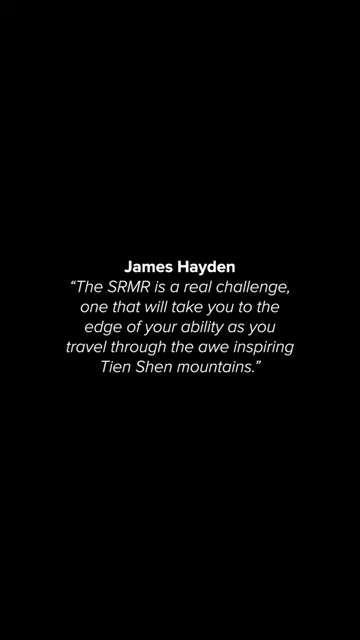 James Hayden
“The SRMR is a real challenge,
one that will take you to the
edge of your ability as you
travel through the awe inspiring
Tien Shen mountains.”